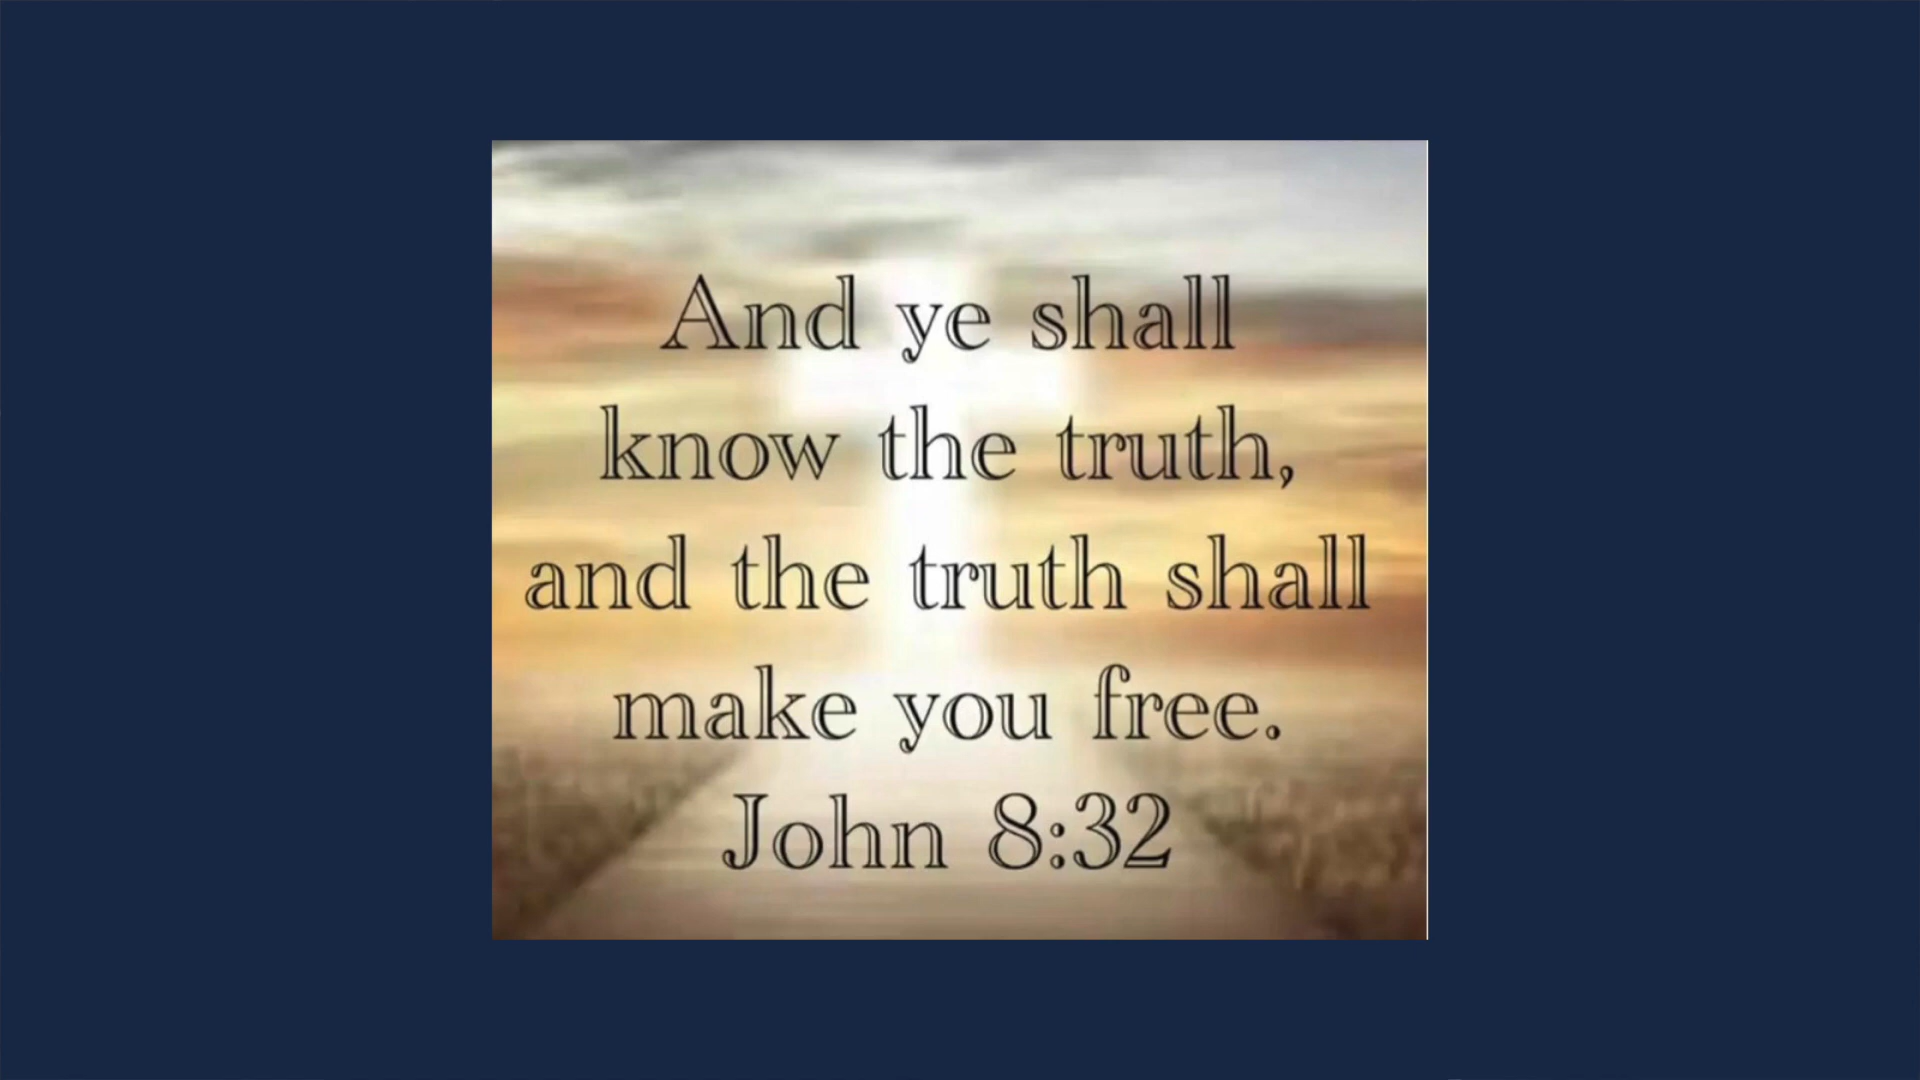 And ye shall
know the truth,
and the truth shall
make you free.
John 8:32